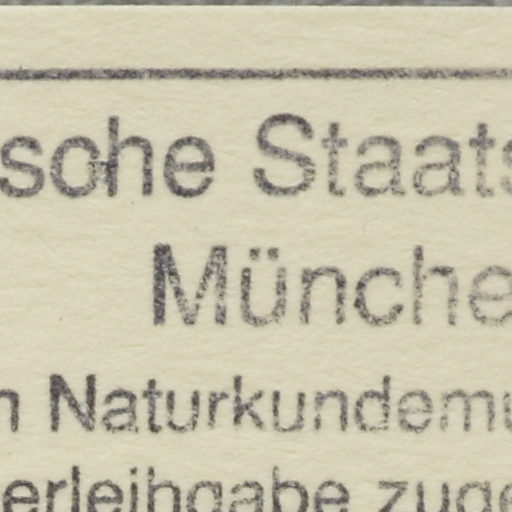 sche Staats
Münche
n Naturkundemu
erleihgabe zuge